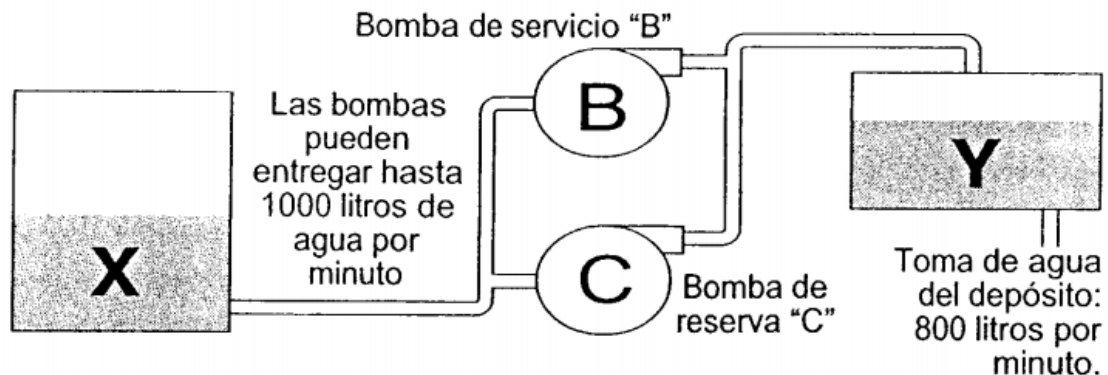 Bomba de servicio “B”
Las bombas
pueden
entregar hasta
1000 litros de
agua por
minuto
B
X
C
Y
Bomba de
reserva “C”
Toma de agua
del depósito:
800 litros por
minuto.